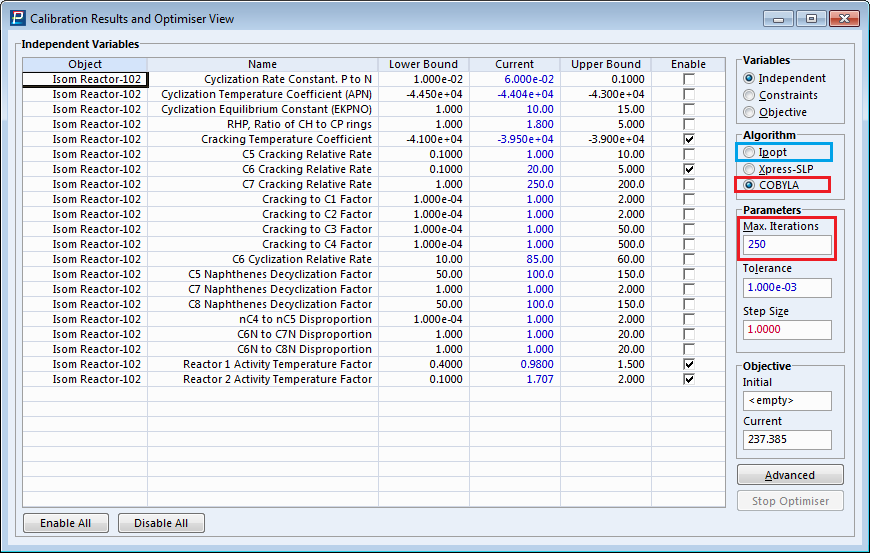 Calibration Results and Optimiser View
Independent Variables
Object Name Lower Bound Current Upper Bound Enable
Isom Reactor-102 Cyclization Rate Constant. P to N 1.000e-02 6.000e-02 0.1000
Isom Reactor-102 Cyclization Temperature Coefficient (APN) -4.450e+04 -4.404e+04 -4.300e+04
Isom Reactor-102 Cyclization Equilibrium Constant (EKPNO) 1.000 10.00 15.00
Isom Reactor-102 RHP, Ratio of CH to CP rings 1.000 1.800 5.000
Isom Reactor-102 Cracking Temperature Coefficient -4.100e+04 -3.950e+04 -3.900e+04
Isom Reactor-102 C5 Cracking Relative Rate 0.1000 1.000 10.00
Isom Reactor-102 C6 Cracking Relative Rate 0.1000 20.00 5.000
Isom Reactor-102 C7 Cracking Relative Rate 1.000 250.0 200.0
Isom Reactor-102 Cracking to C1 Factor 1.000e-04 1.000 2.000
Isom Reactor-102 Cracking to C2 Factor 1.000e-04 1.000 2.000
Isom Reactor-102 Cracking to C3 Factor 1.000e-04 1.000 50.00
Isom Reactor-102 Cracking to C4 Factor 1.000e-04 1.000 500.0
Isom Reactor-102 C6 Cyclization Relative Rate 10.00 85.00 60.00
Isom Reactor-102 C5 Naphthenes Decyclization Factor 50.00 100.0 150.0
Isom Reactor-102 C7 Naphthenes Decyclization Factor 1.000e-04 1.000 2.000
Isom Reactor-102 C8 Naphthenes Decyclization Factor 50.00 100.0 150.0
Isom Reactor-102 nC4 to nC5 Disproportion 1.000e-04 1.000 2.000
Isom Reactor-102 C6N to C7N Disproportion 1.000 1.000 20.00
Isom Reactor-102 C6N to C8N Disproportion 1.000 1.000 20.00
Isom Reactor-102 Reactor 1 Activity Temperature Factor 0.4000 0.9800 1.500
Isom Reactor-102 Reactor 2 Activity Temperature Factor 0.1000 1.707 2.000
Enable All Disable All
Variables
Independent
Constraints
Objective
Algorithm
Ipopt
Xpress-SLP
COBYLA
Parameters
Max. Iterations
250
Tolerance
1.000e-03
Step Size
1.0000
Objective
Initial
<empty>
Current
237.385
Advanced
Stop Optimiser